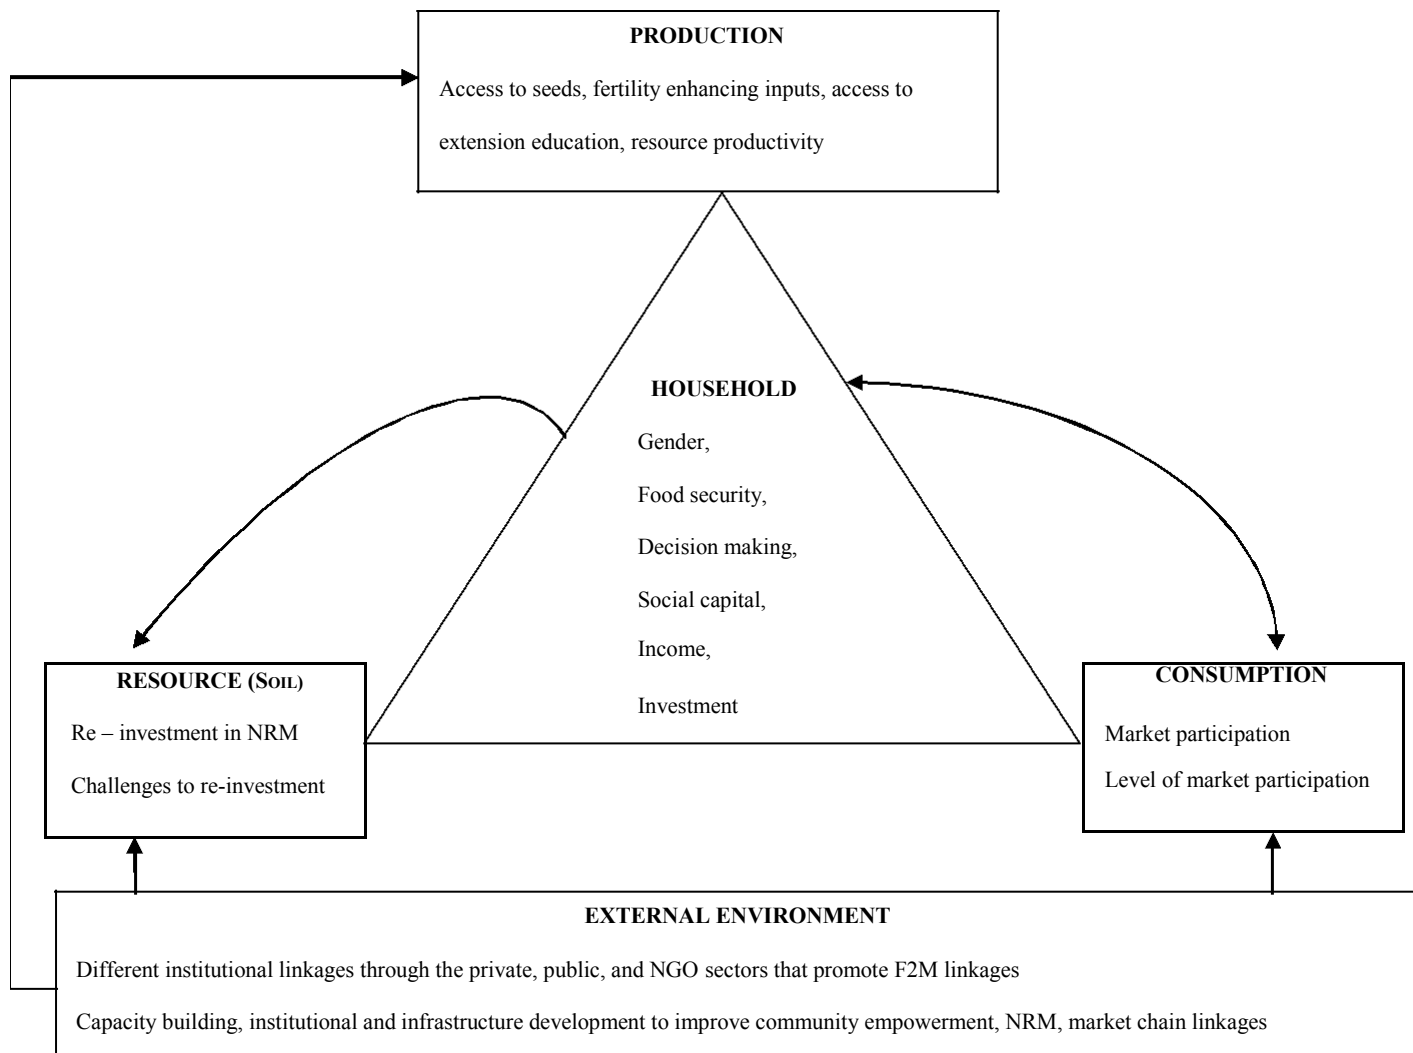 PRODUCTION
Access to seeds, fertility enhancing inputs, access to
extension education, resource productivity
HOUSEHOLD
Gender,
Food security,
Decision making,
Social capital,
Income,
Investment
RESOURCE (SOIL)
Re – investment in NRM
Challenges to re-investment
CONSUMPTION
Market participation
Level of market participation
EXTERNAL ENVIRONMENT
Different institutional linkages through the private, public, and NGO sectors that promote F2M linkages
Capacity building, institutional and infrastructure development to improve community empowerment, NRM, market chain linkages